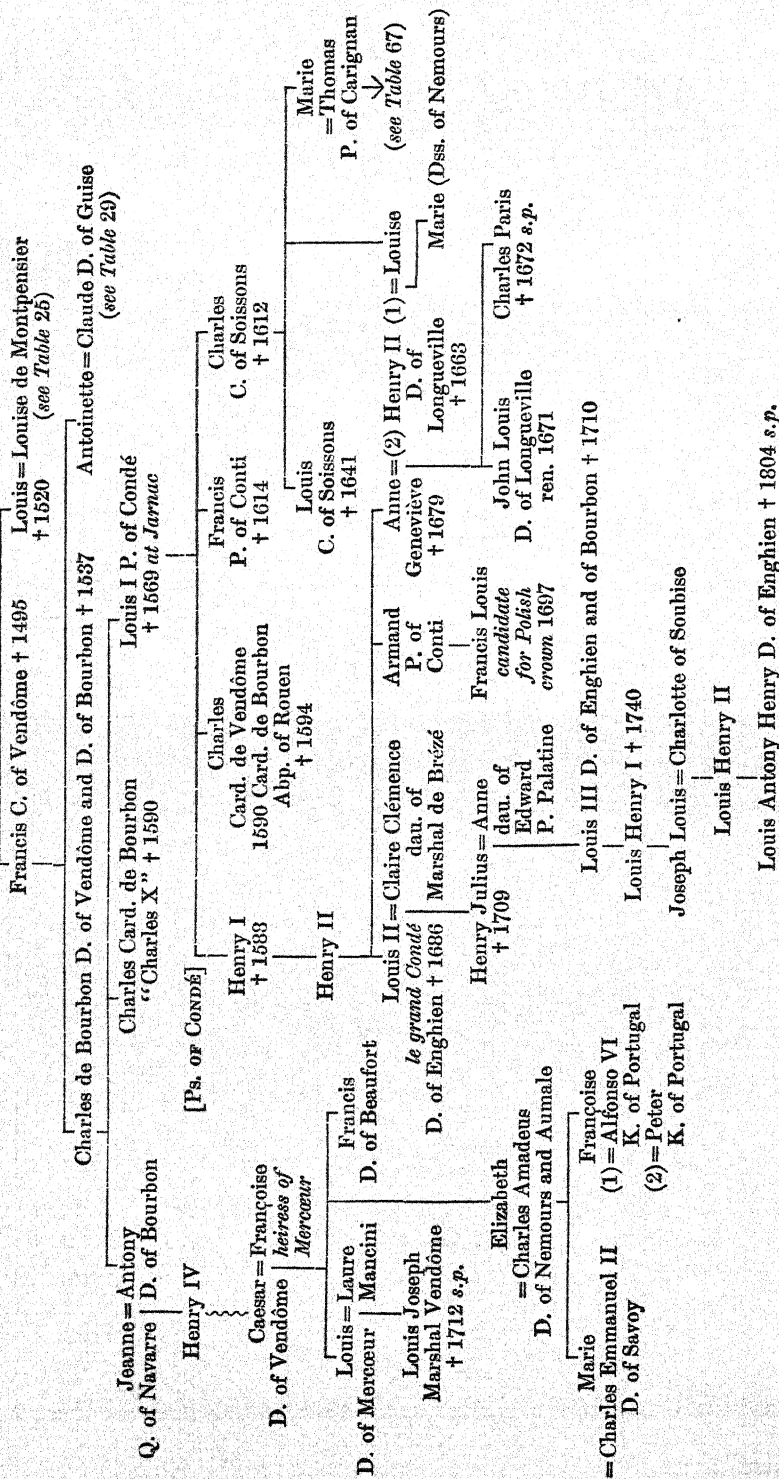 Francis C. of Vendôme † 1495
Louis = Louise de Montpensier
† 1520
(see Table 25)
Charles de Bourbon D. of Vendôme and D. of Bourbon † 1537
Antoinette = Claude D. of Guise
(see Table 29)
Jeanne = Antony
Q. of Navarre
D. of Bourbon
Charles Card. de Bourbon
"Charles X" † 1590
Louis I P. of Condé
† 1569 at Jarnac
Henry IV
[Ps. of Condé]
Henry I
† 1588
Charles
Card. de Vendôme
1590 Card. de Bourbon
Abp. of Rouen
† 1594
Francis
P. of Conti
† 1614
Charles
C. of Soissons
† 1612
Caesar = Françoise
D. of Vendôme
heiress of
Mercœur
Henry II
Louis
C. of Soissons
† 1641
Marie
= Thomas
P. of Carignan
(see Table 67)
Louis = Laure
D. of Mercœur
Mancini
Francis
D. of Beaufort
Louis II = Claire Clémence
le grand Condé
D. of Enghien † 1686
dau. of
Marshal de Brézé
Armand
P. of
Conti
Anne = (2) Henry II (1) = Louise
Geneviève
† 1679
D. of
Longueville
† 1663
Marie (Dss. of Nemours)
Louis Joseph
Marshal Vendôme
† 1712 s.p.
Elizabeth
= Charles Amadeus
D. of Nemours and Aumale
Henry Julius = Anne
† 1709
dau. of
Edward
P. Palatine
Francis Louis
candidate
for Polish
crown 1697
John Louis
D. of Longueville
ren. 1671
Charles Paris
† 1672 s.p.
Marie
= Charles Emmanuel II
D. of Savoy
Françoise
(1) = Alfonso VI
K. of Portugal
(2) = Peter
K. of Portugal
Louis III D. of Enghien and of Bourbon † 1710
Louis Henry I † 1740
Joseph Louis = Charlotte of Soubise
Louis Henry II
Louis Antony Henry D. of Enghien † 1804 s.p.